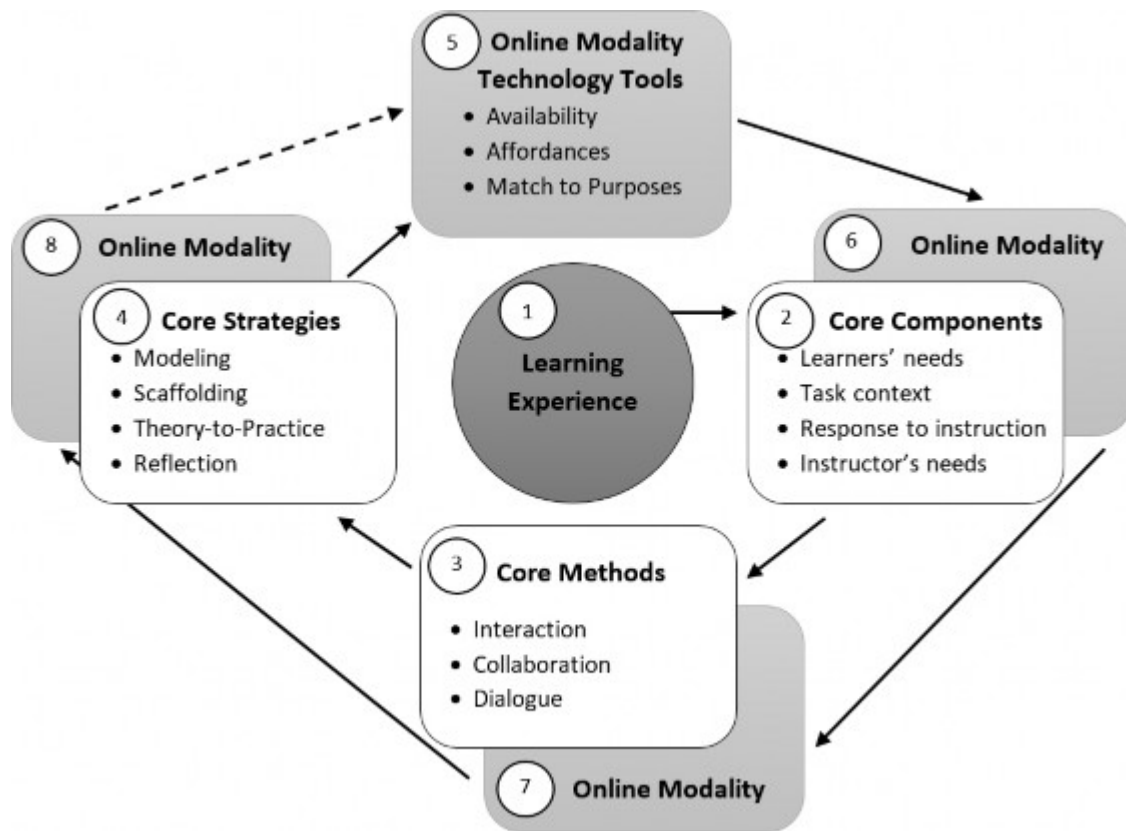 5
Online Modality
Technology Tools
• Availability
• Affordances
• Match to Purposes
8
Online Modality
6
Online Modality
4
Core Strategies
• Modeling
• Scaffolding
• Theory-to-Practice
• Reflection
1
Learning
Experience
2
Core Components
• Learners’ needs
• Task context
• Response to instruction
• Instructor’s needs
3
Core Methods
• Interaction
• Collaboration
• Dialogue
7
Online Modality